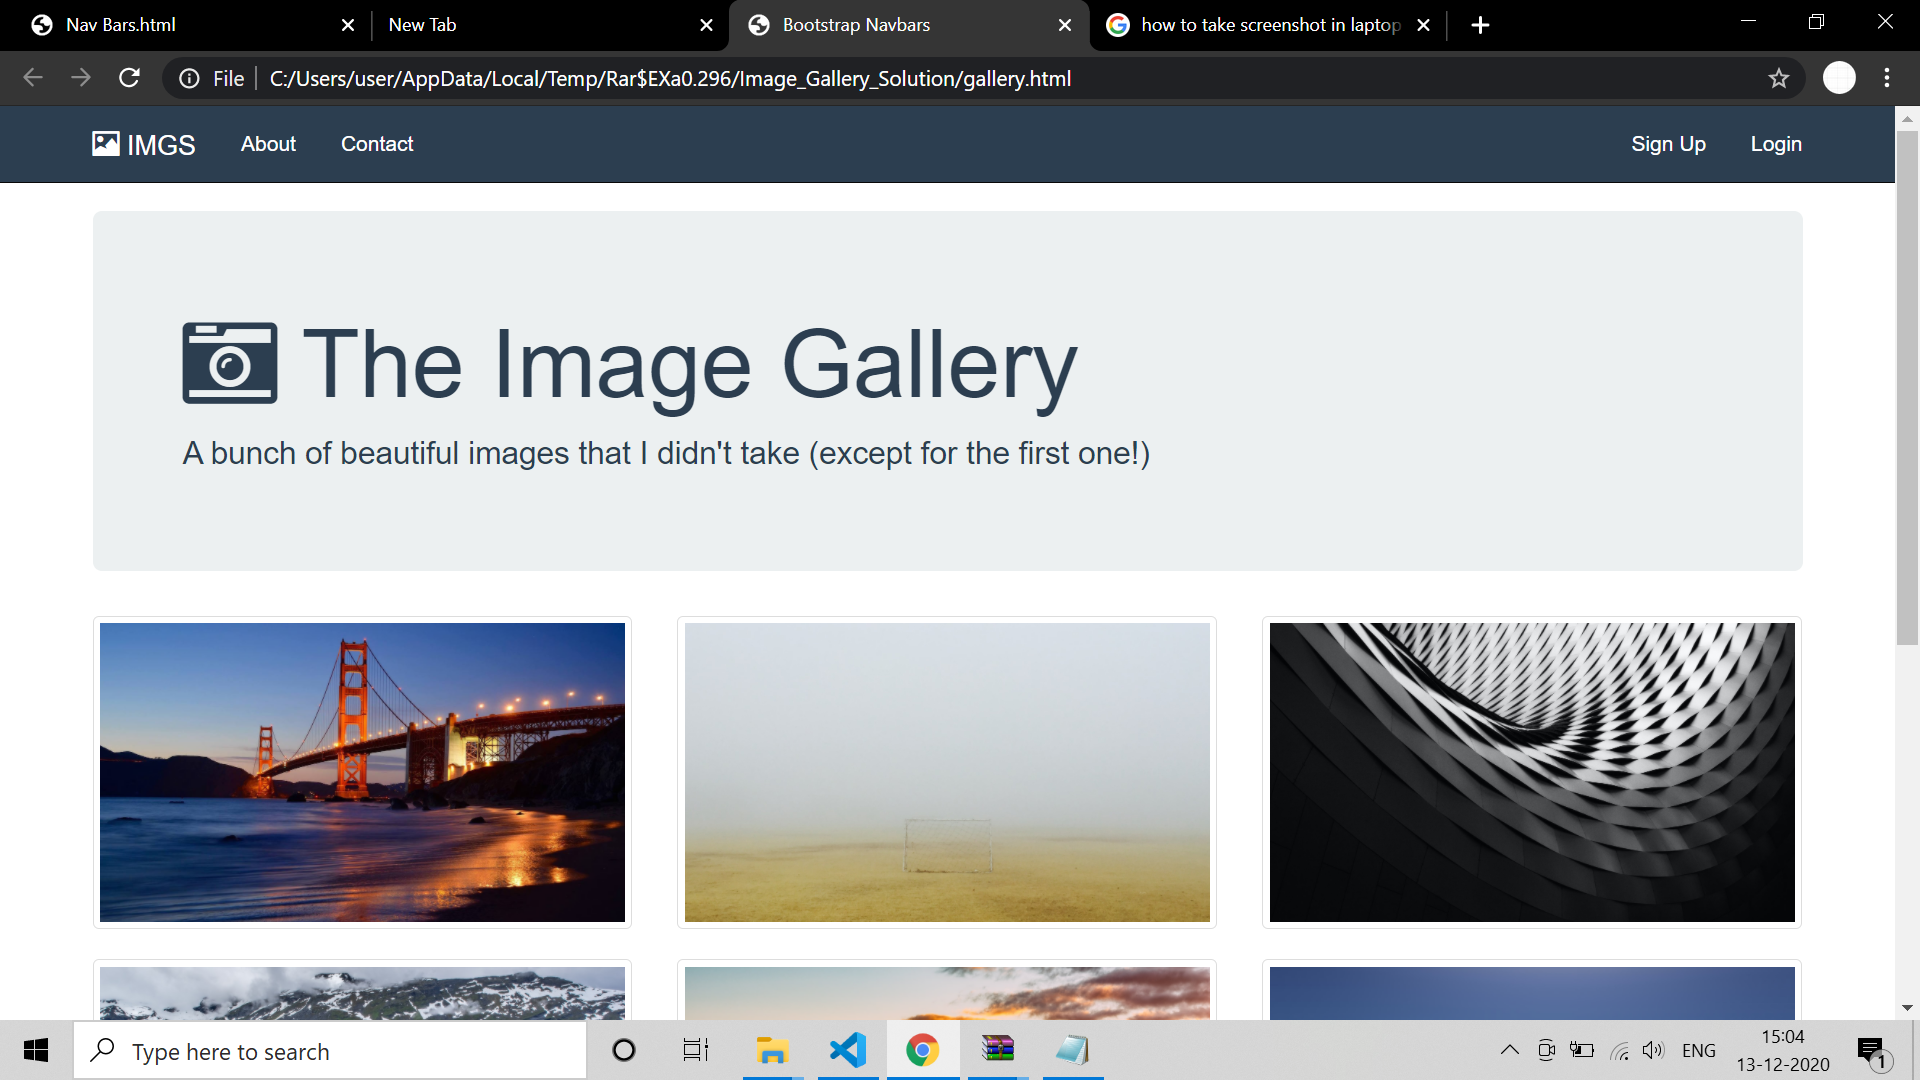 Nav Bars.html
New Tab
Bootstrap Navbars
how to take screenshot in laptop
File
C:/Users/user/AppData/Local/Temp/Rar$EXa0.296/Image_Gallery_Solution/gallery.html
IMGS About Contact Sign Up Login
The Image Gallery
A bunch of beautiful images that I didn't take (except for the first one!)
Type here to search
ENG
15:04
13-12-2020
1